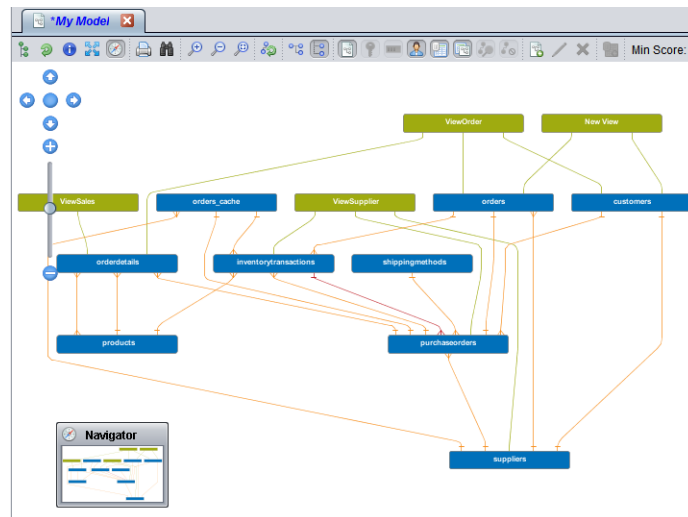 *My Model
Min Score:
ViewOrder
New View
ViewSales
orders_cache
ViewSupplier
orders
customers
orderdetails
inventorytransactions
shippingmethods
products
purchaseorders
Navigator
suppliers